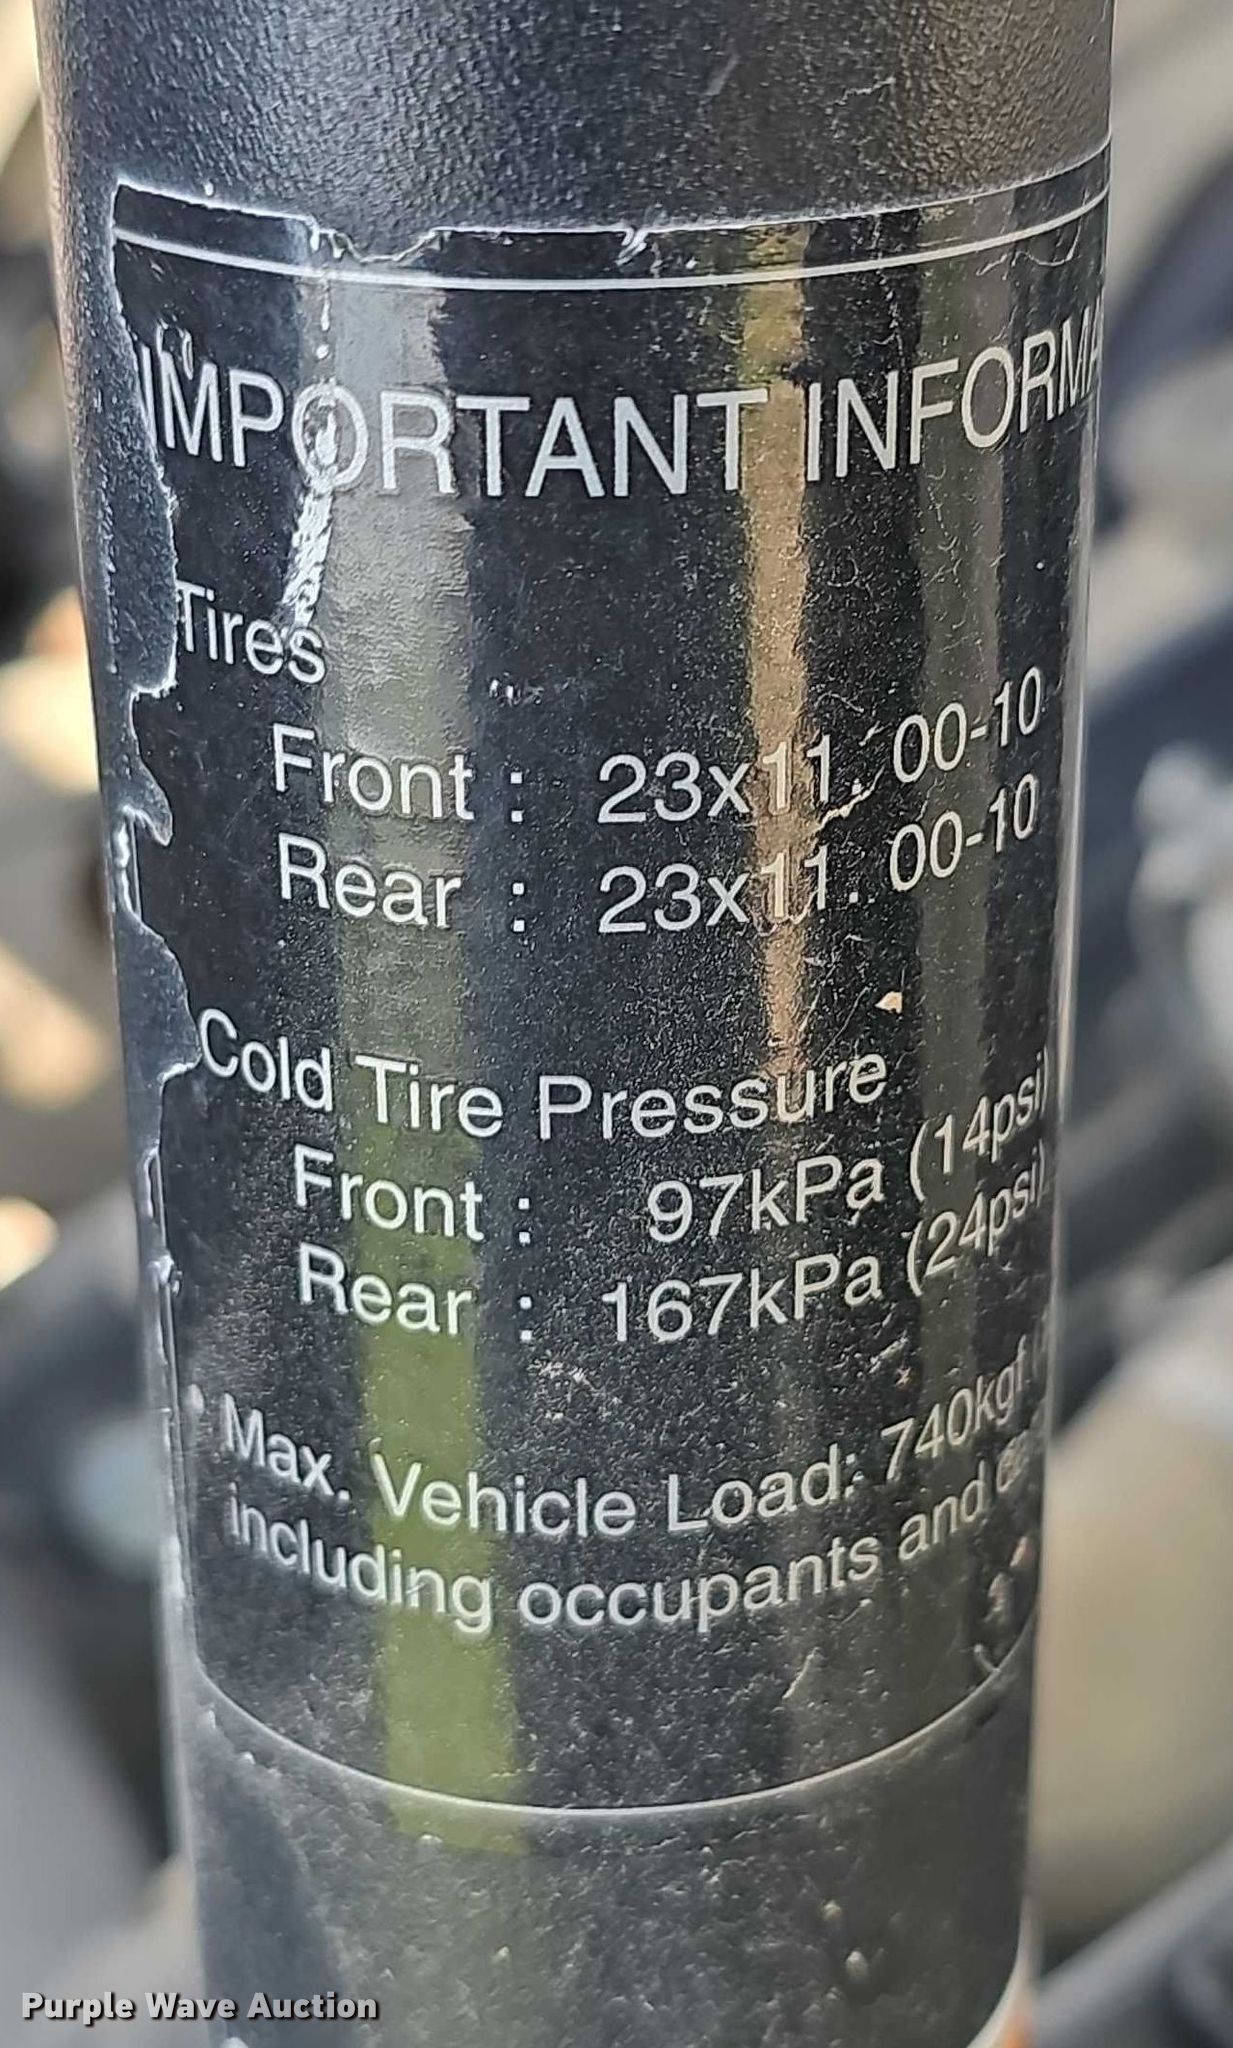 IMPORTANT INFORMA
Tires
Front : 23x11. 00-10
Rear : 23x11. 00-10
Cold Tire Pressure
Front : 97kPa (14psi)
Rear : 167kPa (24psi)
• Max. Vehicle Load: 740kgf (
including occupants and
Purple Wave Auction